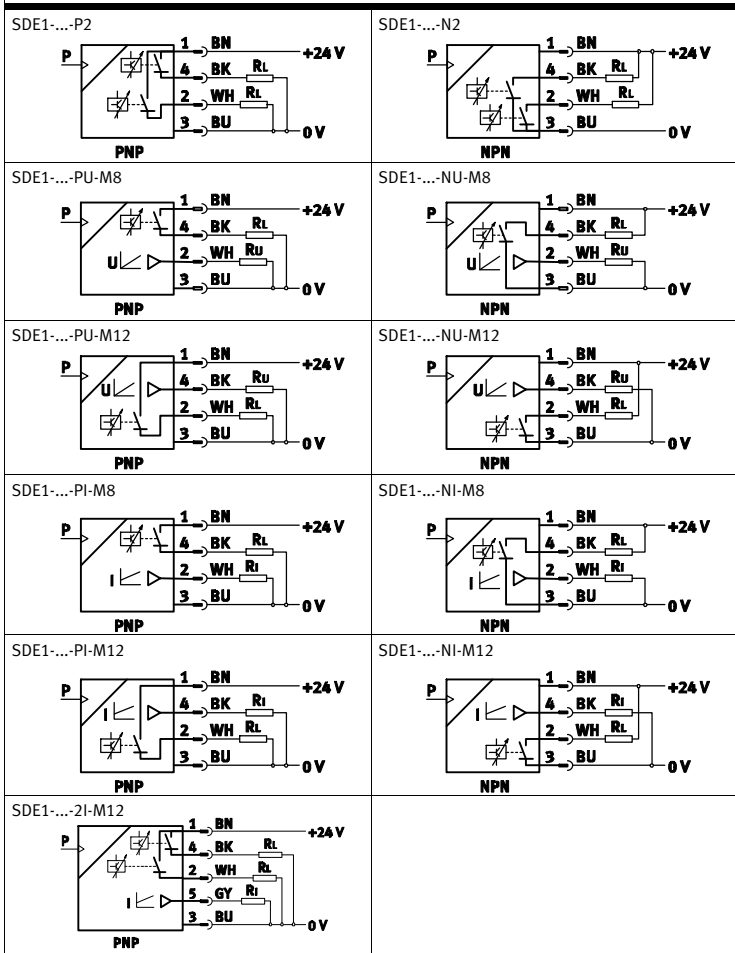 SDE1-...-P2
P
1 BN +24 V
4 BK RL
2 WH RL
3 BU 0 V
PNP
SDE1-...-N2
P
1 BN +24 V
4 BK RL
2 WH RL
3 BU 0 V
NPN
SDE1-...-PU-M8
P
1 BN +24 V
4 BK RL
U 2 WH RU
3 BU 0 V
PNP
SDE1-...-NU-M8
P
1 BN +24 V
4 BK RL
U 2 WH RU
3 BU 0 V
NPN
SDE1-...-PU-M12
P
1 BN +24 V
U 4 BK RU
2 WH RL
3 BU 0 V
PNP
SDE1-...-NU-M12
P
1 BN +24 V
U 4 BK RU
2 WH RL
3 BU 0 V
NPN
SDE1-...-PI-M8
P
1 BN +24 V
4 BK RL
I 2 WH RI
3 BU 0 V
PNP
SDE1-...-NI-M8
P
1 BN +24 V
4 BK RL
I 2 WH RI
3 BU 0 V
NPN
SDE1-...-PI-M12
P
1 BN +24 V
I 4 BK RI
2 WH RL
3 BU 0 V
PNP
SDE1-...-NI-M12
P
1 BN +24 V
I 4 BK RI
2 WH RL
3 BU 0 V
NPN
SDE1-...-2I-M12
P
1 BN +24 V
4 BK RL
2 WH RL
I 5 GY RI
3 BU 0 V
PNP